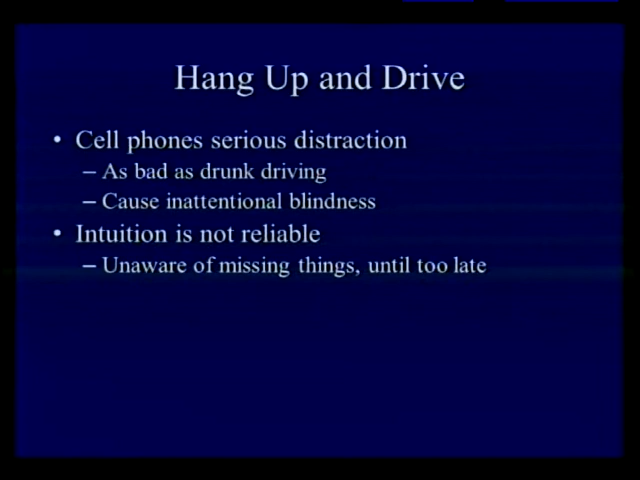 Hang Up and Drive
• Cell phones serious distraction
– As bad as drunk driving
– Cause inattentional blindness
• Intuition is not reliable
– Unaware of missing things, until too late